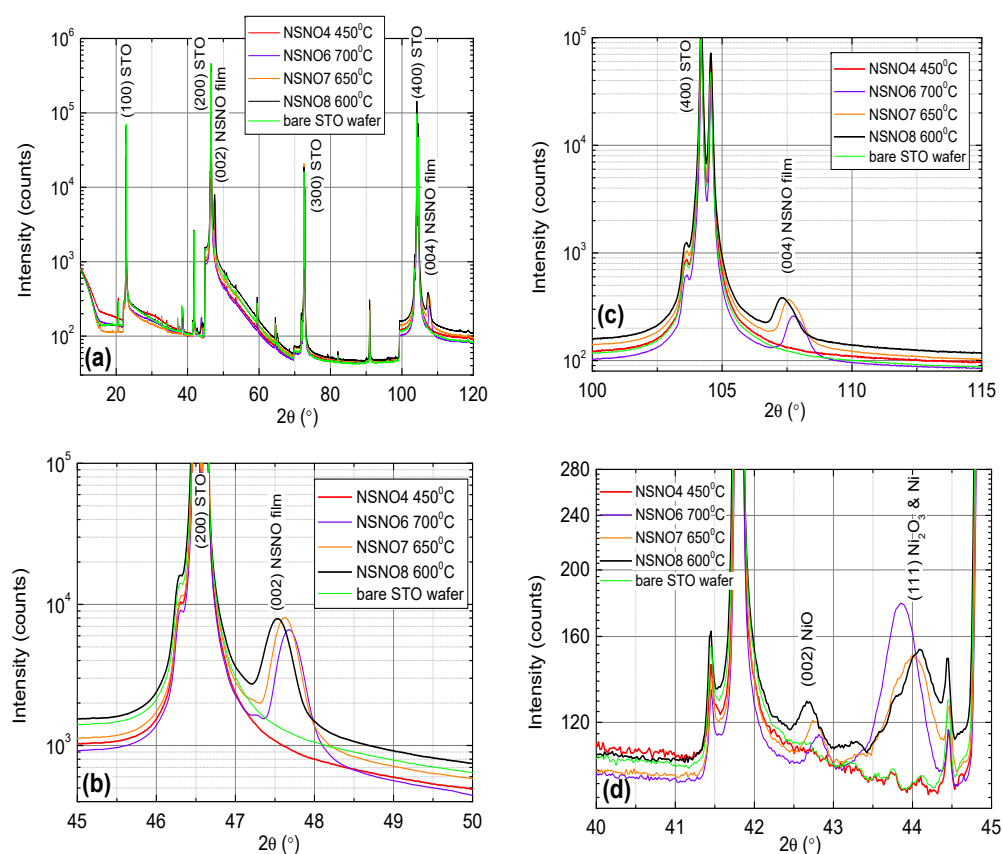 10⁶
10⁵
10⁴
10³
10²
Intensity (counts)
(100) STO
(200) STO
(002) NSNO film
(300) STO
(400) STO
(004) NSNO film
NSNO4 450⁰C
NSNO6 700⁰C
NSNO7 650⁰C
NSNO8 600⁰C
bare STO wafer
(a)
20 40 60 80 100 120
2θ (°)
10⁵
10⁴
10³
10²
Intensity (counts)
(400) STO
(004) NSNO film
NSNO4 450⁰C
NSNO6 700⁰C
NSNO7 650⁰C
NSNO8 600⁰C
bare STO wafer
(c)
100 105 110 115
2θ (°)
10⁵
10⁴
10³
Intensity (counts)
(200) STO
(002) NSNO film
NSNO4 450⁰C
NSNO6 700⁰C
NSNO7 650⁰C
NSNO8 600⁰C
bare STO wafer
(b)
45 46 47 48 49 50
2θ (°)
280
240
200
160
120
Intensity (counts)
NSNO4 450⁰C
NSNO6 700⁰C
NSNO7 650⁰C
NSNO8 600⁰C
bare STO wafer
(002) NiO
(111) Ni₂O₃ & Ni
(d)
40 41 42 43 44 45
2θ (°)